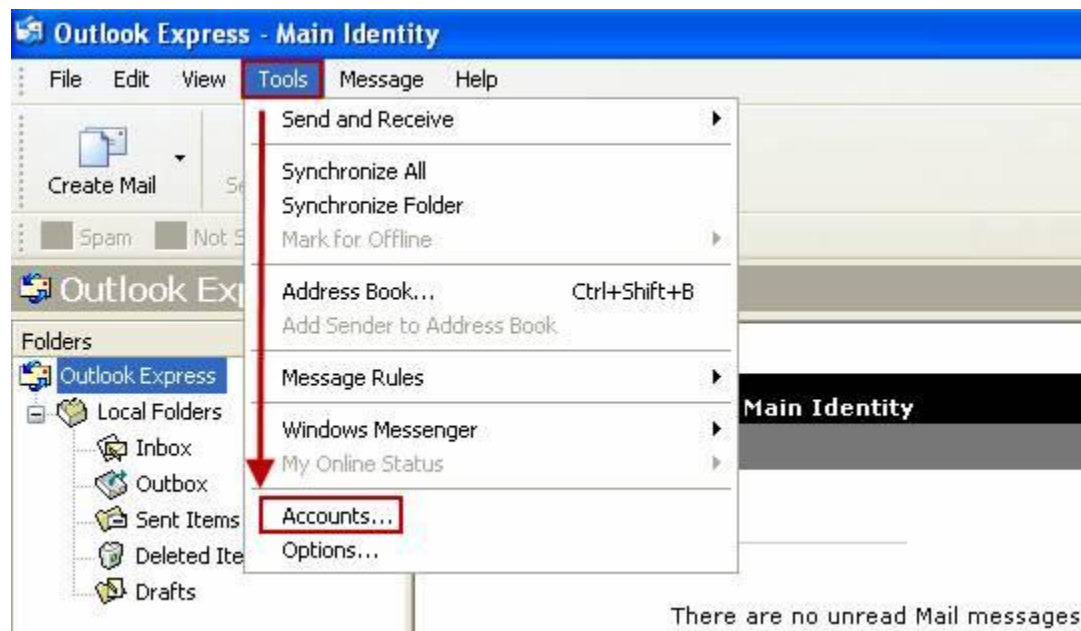 Outlook Express - Main Identity
File Edit View Tools Message Help
Send and Receive
Create Mail
Synchronize All
Synchronize Folder
Spam Not
Mark for Offline
Outlook
Address Book... Ctrl+Shift+B
Add Sender to Address Book
Folders
Outlook Express
Message Rules
Main Identity
Local Folders
Windows Messenger
Inbox
My Online Status
Outbox
Sent Items
Accounts...
Deleted Ite
Options...
Drafts
There are no unread Mail messages